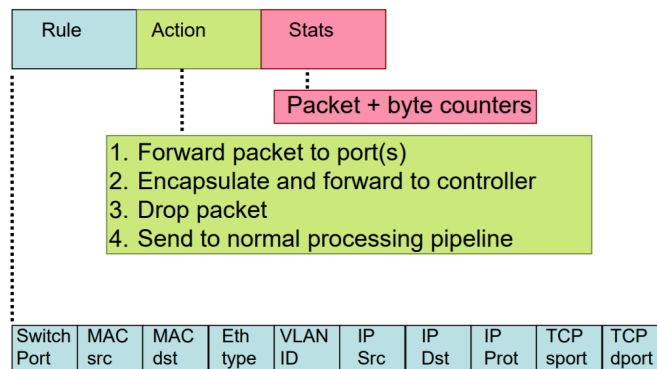 Rule Action Stats
Packet + byte counters
1. Forward packet to port(s)
2. Encapsulate and forward to controller
3. Drop packet
4. Send to normal processing pipeline
Switch MAC MAC Eth VLAN IP IP IP TCP TCP
Port src dst type ID Src Dst Prot sport dport